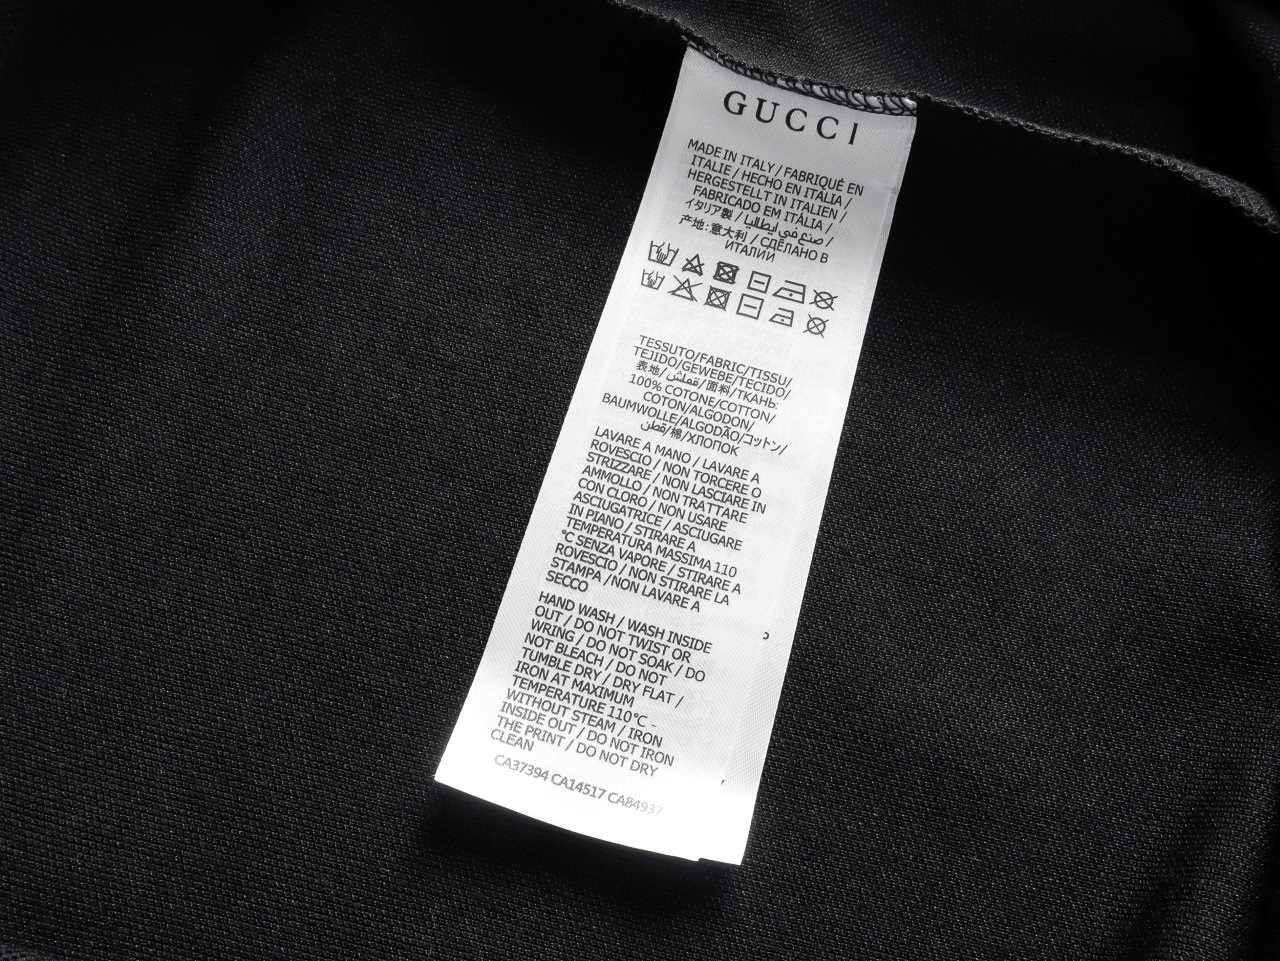 GUCCI
MADE IN ITALY / FABRIQUÉ EN
ITALIE / HECHO EN ITALIA /
HERGESTELLT IN ITALIEN /
FABRICADO EM ITÁLIA /
イタリア製 / صنع في ايطاليا /
产地:意大利 / СДЕЛАНО В
ИТАЛИИ
TESSUTO/FABRIC/TISSU/
TEJIDO/GEWEBE/TECIDO/
表地/قماش/面料/ТКАНЬ:
100% COTONE/COTTON/
COTON/ALGODON/
BAUMWOLLE/ALGODÃO/コットン/
قطن/棉/ХЛОПОК
LAVARE A MANO / LAVARE A
ROVESCIO / NON TORCERE O
STRIZZARE / NON LASCIARE IN
AMMOLLO / NON TRATTARE
CON CLORO / NON USARE
ASCIUGATRICE / ASCIUGARE
IN PIANO / STIRARE A
TEMPERATURA MASSIMA 110
°C SENZA VAPORE / STIRARE A
ROVESCIO / NON STIRARE LA
STAMPA /NON LAVARE A
SECCO
HAND WASH / WASH INSIDE
OUT / DO NOT TWIST OR
WRING / DO NOT SOAK / DO
NOT BLEACH / DO NOT
TUMBLE DRY / DRY FLAT /
IRON AT MAXIMUM
TEMPERATURE 110°C -
WITHOUT STEAM / IRON
INSIDE OUT / DO NOT IRON
THE PRINT / DO NOT DRY
CLEAN
CA37394 CA14517 CA84937